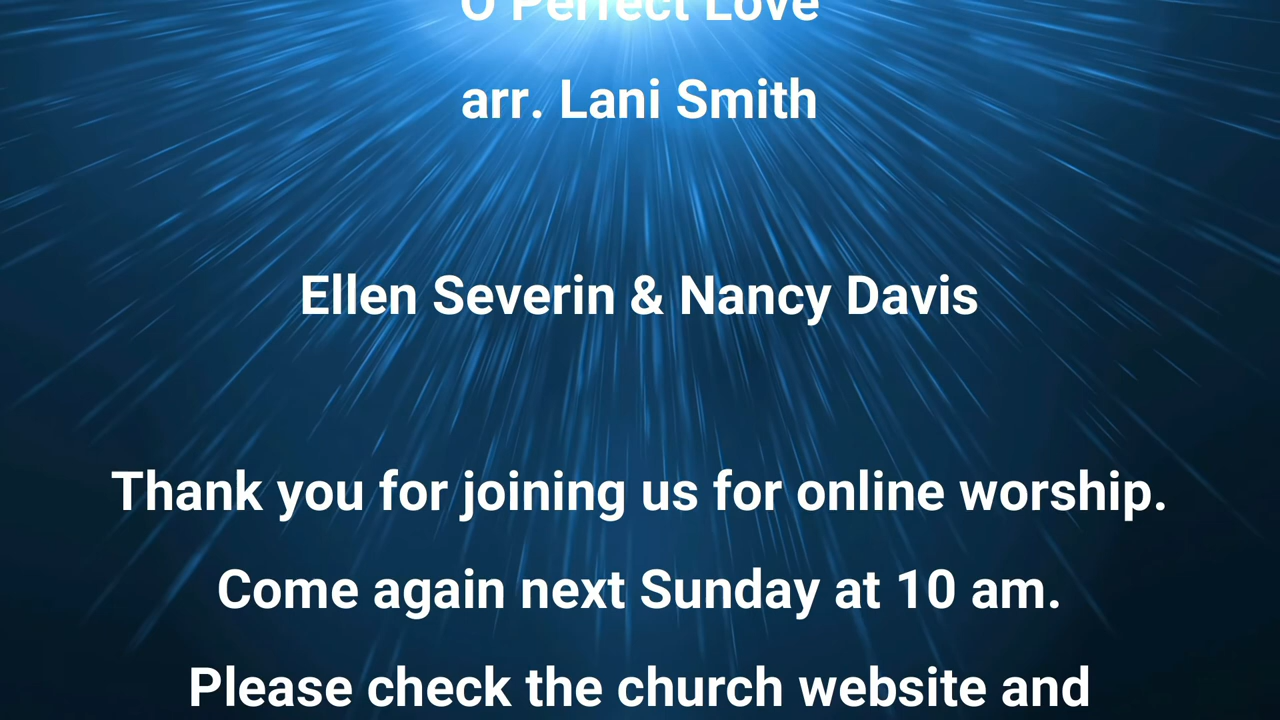 O Perfect Love
arr. Lani Smith
Ellen Severin & Nancy Davis
Thank you for joining us for online worship.
Come again next Sunday at 10 am.
Please check the church website and